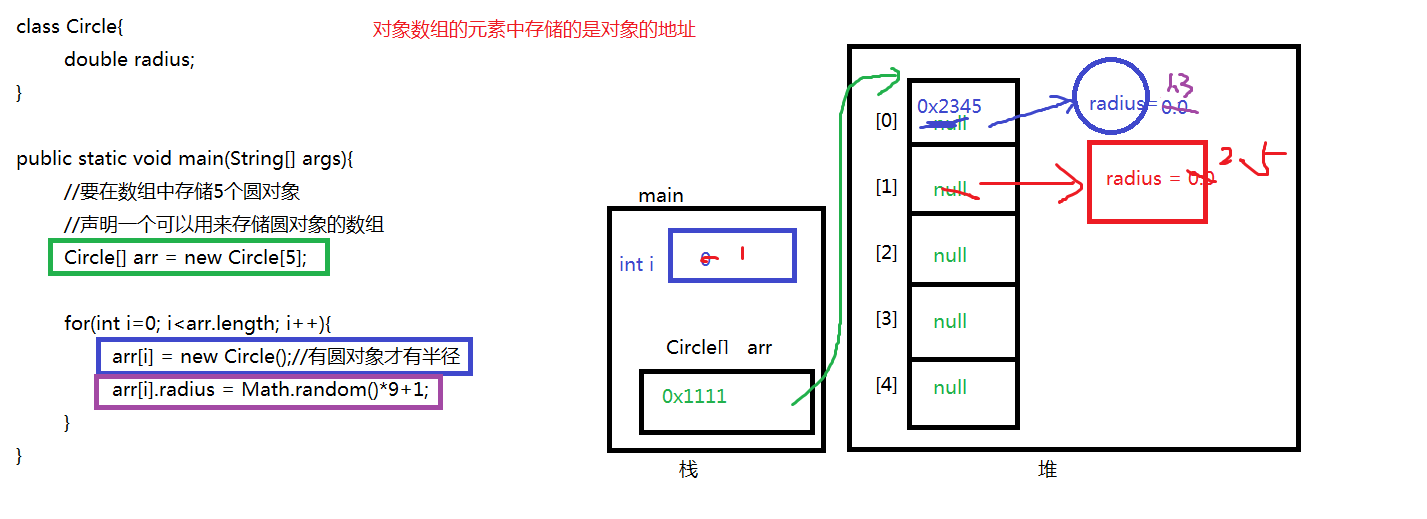 class Circle{
double radius;
}
对象数组的元素中存储的是对象的地址
public static void main(String[] args){
//要在数组中存储5个圆对象
//声明一个可以用来存储圆对象的数组
Circle[] arr = new Circle[5];
for(int i=0; i<arr.length; i++){
arr[i] = new Circle();//有圆对象才有半径
arr[i].radius = Math.random()*9+1;
}
}
main
int i
0 1
Circle[] arr
0x1111
栈
[0]
0x2345
null
radius= 0.0
[1]
null
radius = 0.0
2.5
[2]
null
[3]
null
[4]
null
堆